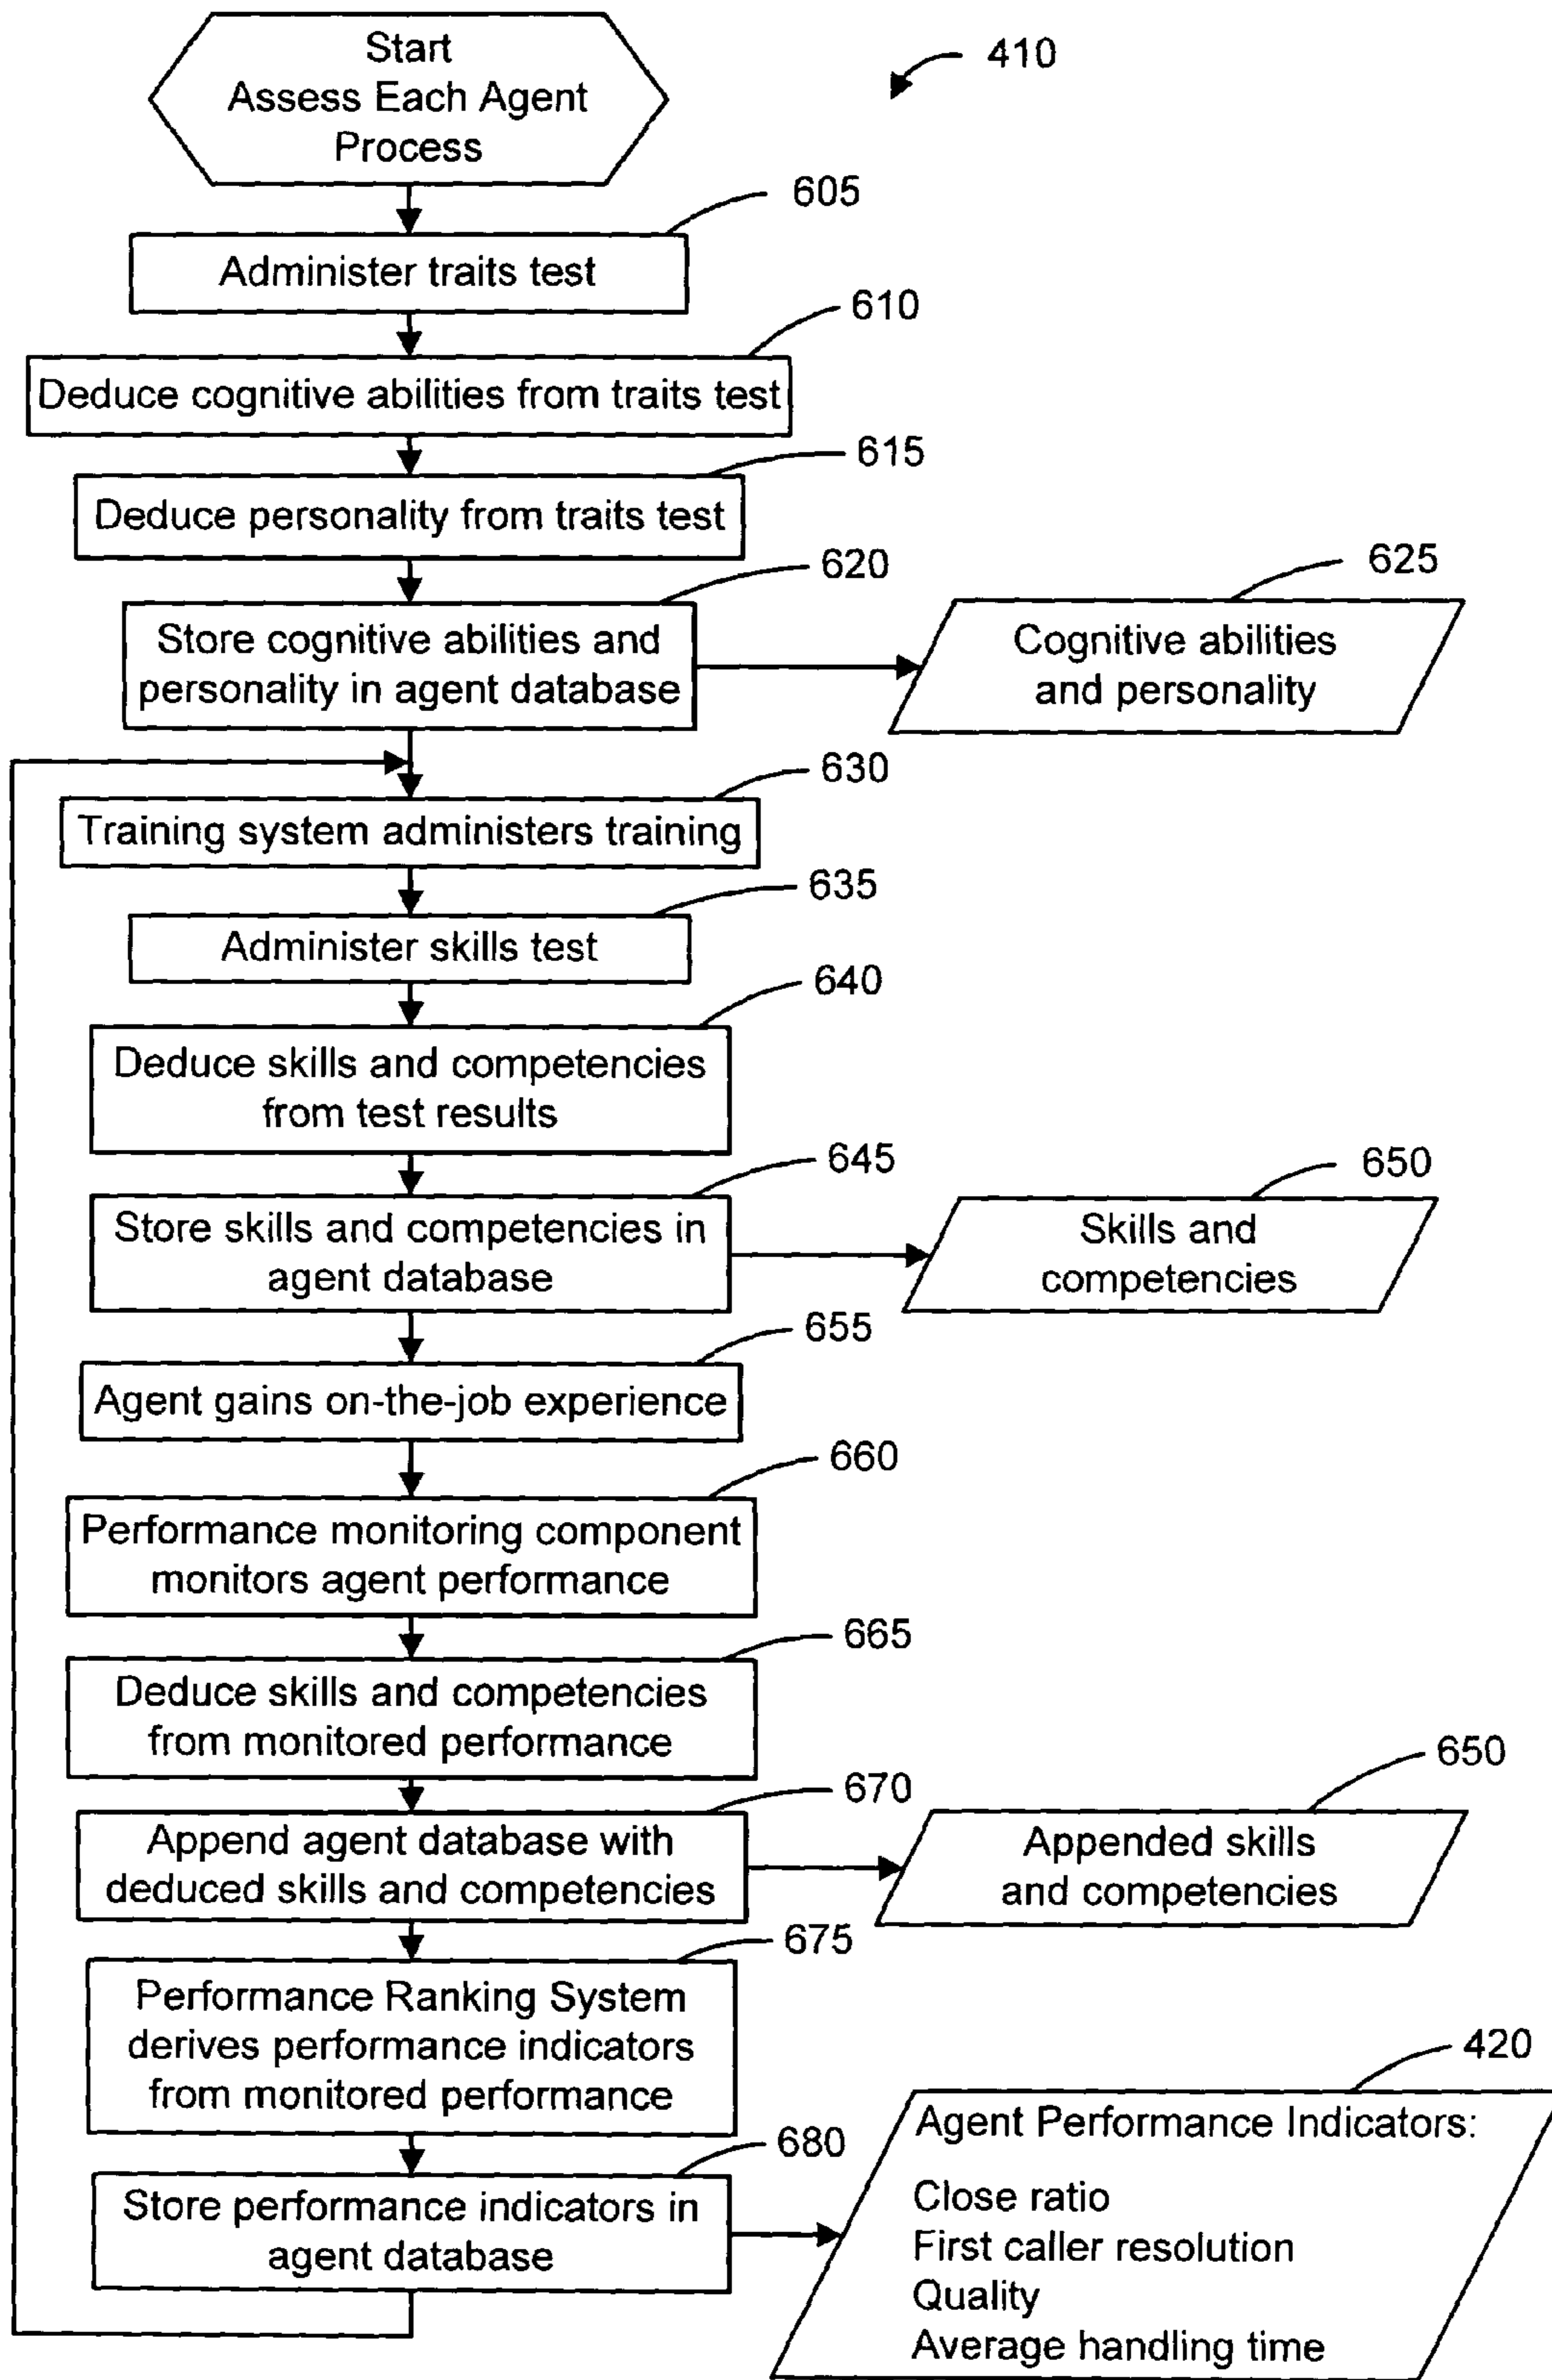 Start
Assess Each Agent
Process
410
605
Administer traits test
610
Deduce cognitive abilities from traits test
615
Deduce personality from traits test
620
Store cognitive abilities and
personality in agent database
625
Cognitive abilities
and personality
630
Training system administers training
635
Administer skills test
640
Deduce skills and competencies
from test results
645
Store skills and competencies in
agent database
650
Skills and
competencies
655
Agent gains on-the-job experience
660
Performance monitoring component
monitors agent performance
665
Deduce skills and competencies
from monitored performance
670
Append agent database with
deduced skills and competencies
650
Appended skills
and competencies
675
Performance Ranking System
derives performance indicators
from monitored performance
680
Store performance indicators in
agent database
420
Agent Performance Indicators:
Close ratio
First caller resolution
Quality
Average handling time